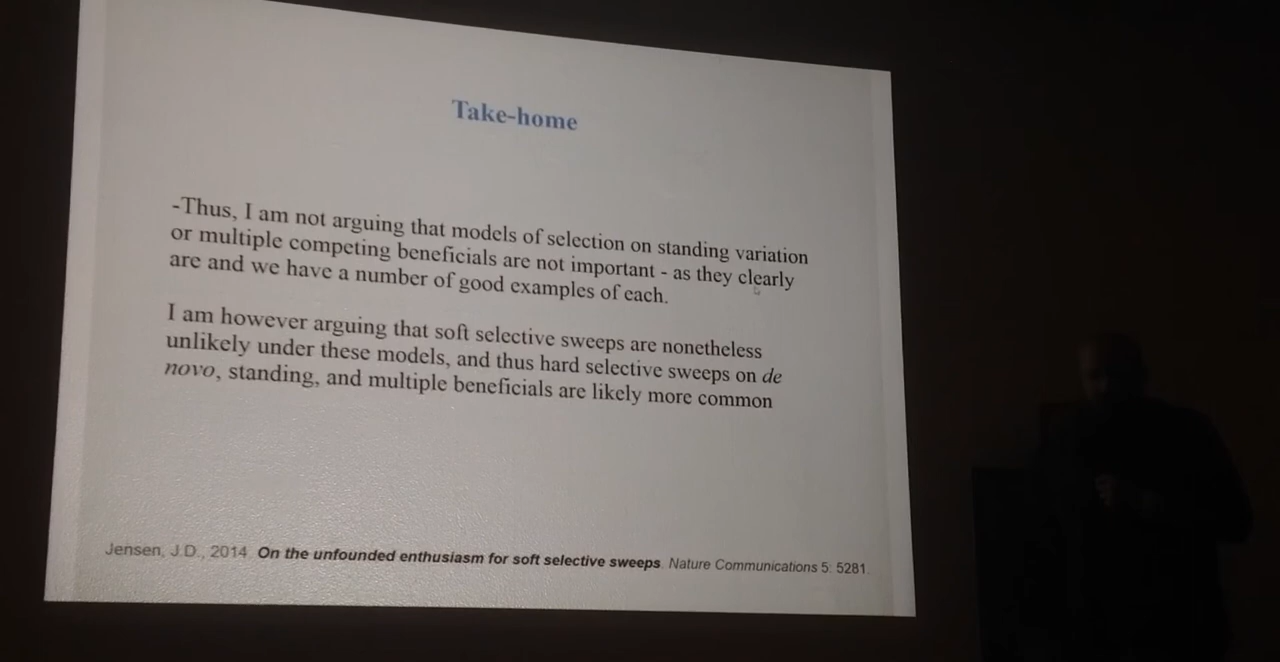 Take-home
-Thus, I am not arguing that models of selection on standing variation
or multiple competing beneficials are not important - as they clearly
are and we have a number of good examples of each.
I am however arguing that soft selective sweeps are nonetheless
unlikely under these models, and thus hard selective sweeps on de
novo, standing, and multiple beneficials are likely more common
Jensen, J.D., 2014. On the unfounded enthusiasm for soft selective sweeps. Nature Communications 5: 5281.